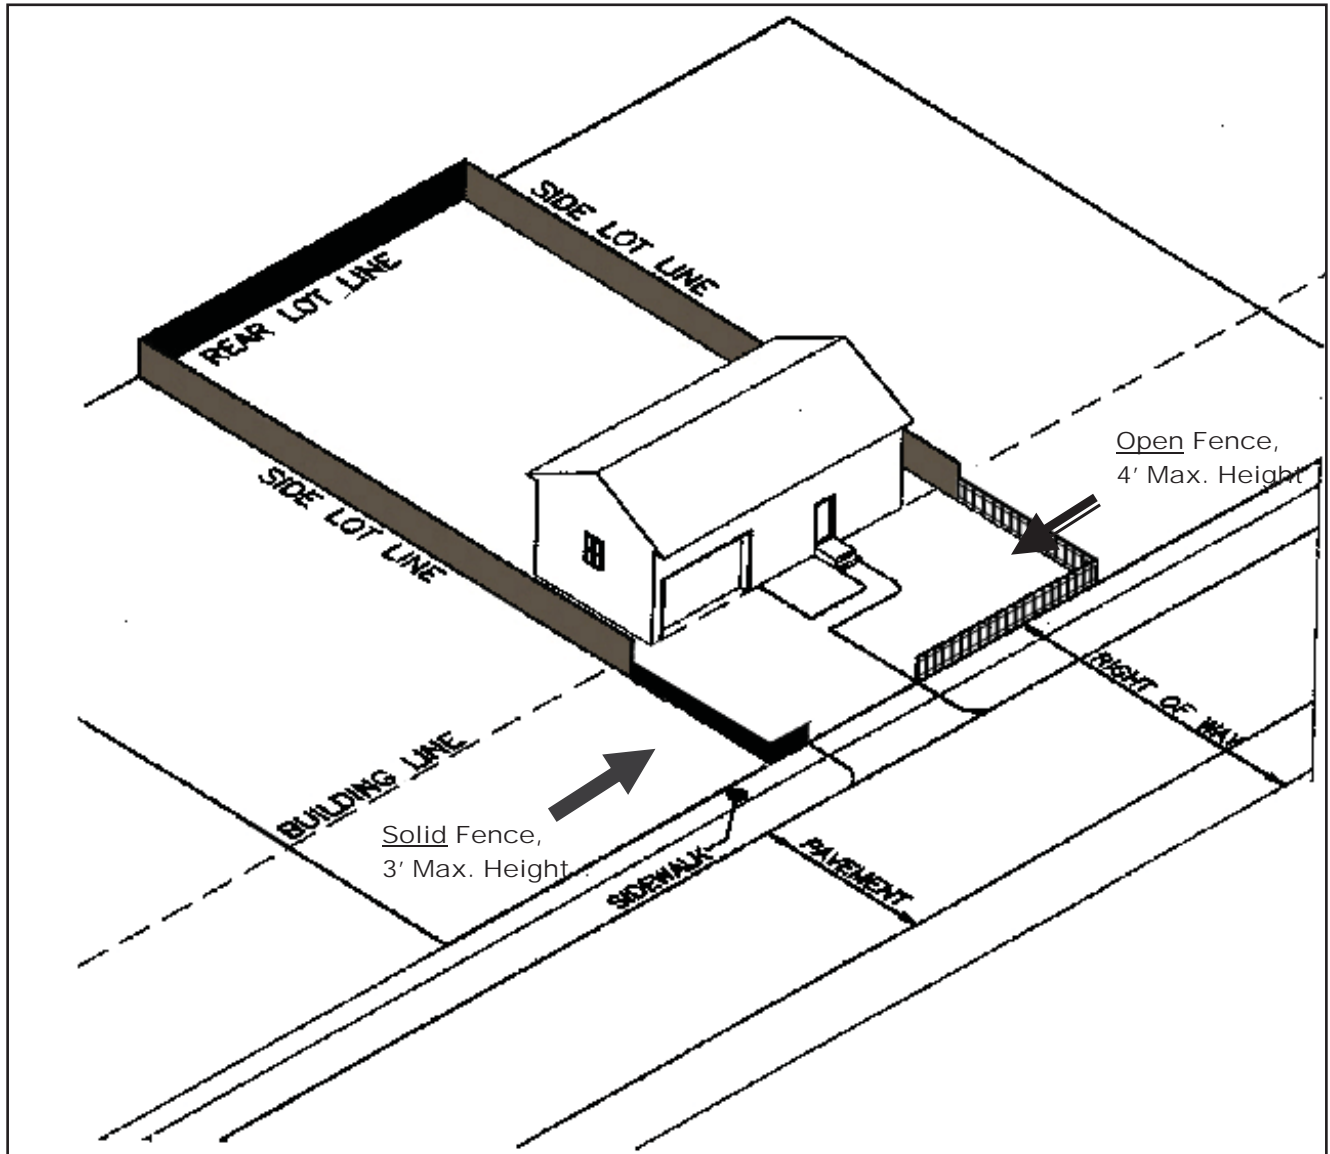 SIDE LOT LINE
REAR LOT LINE
Open Fence,
4’ Max. Height
SIDE LOT LINE
RIGHT OF WAY
BUILDING LINE
Solid Fence,
3’ Max. Height
SIDEWALK
PAVEMENT